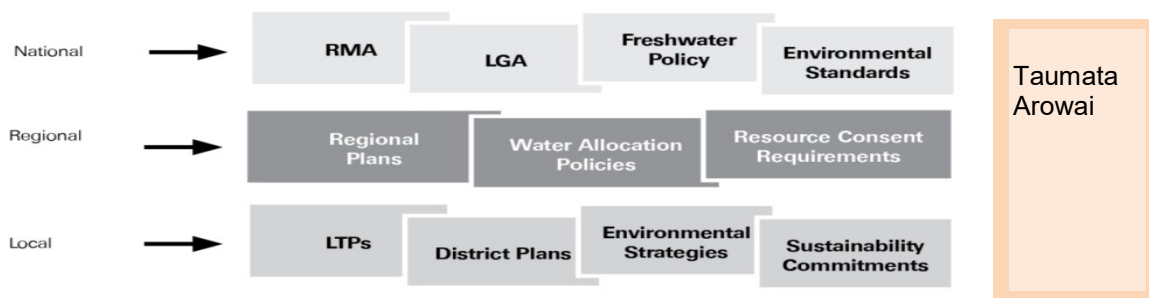 National
RMA
LGA
Freshwater
Policy
Environmental
Standards
Regional
Regional
Plans
Water Allocation
Policies
Resource Consent
Requirements
Local
LTPs
District Plans
Environmental
Strategies
Sustainability
Commitments
Taumata
Arowai